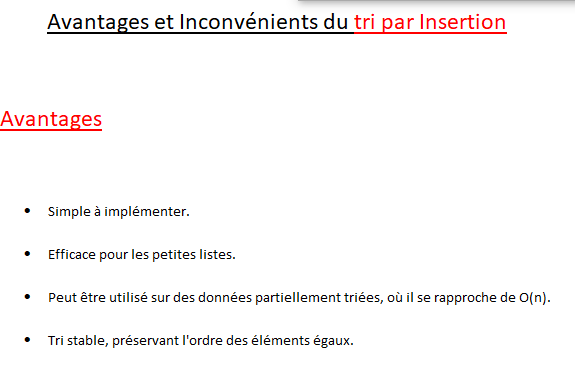 Avantages et Inconvénients du tri par Insertion
Avantages
• Simple à implémenter.
• Efficace pour les petites listes.
• Peut être utilisé sur des données partiellement triées, où il se rapproche de O(n).
• Tri stable, préservant l'ordre des éléments égaux.